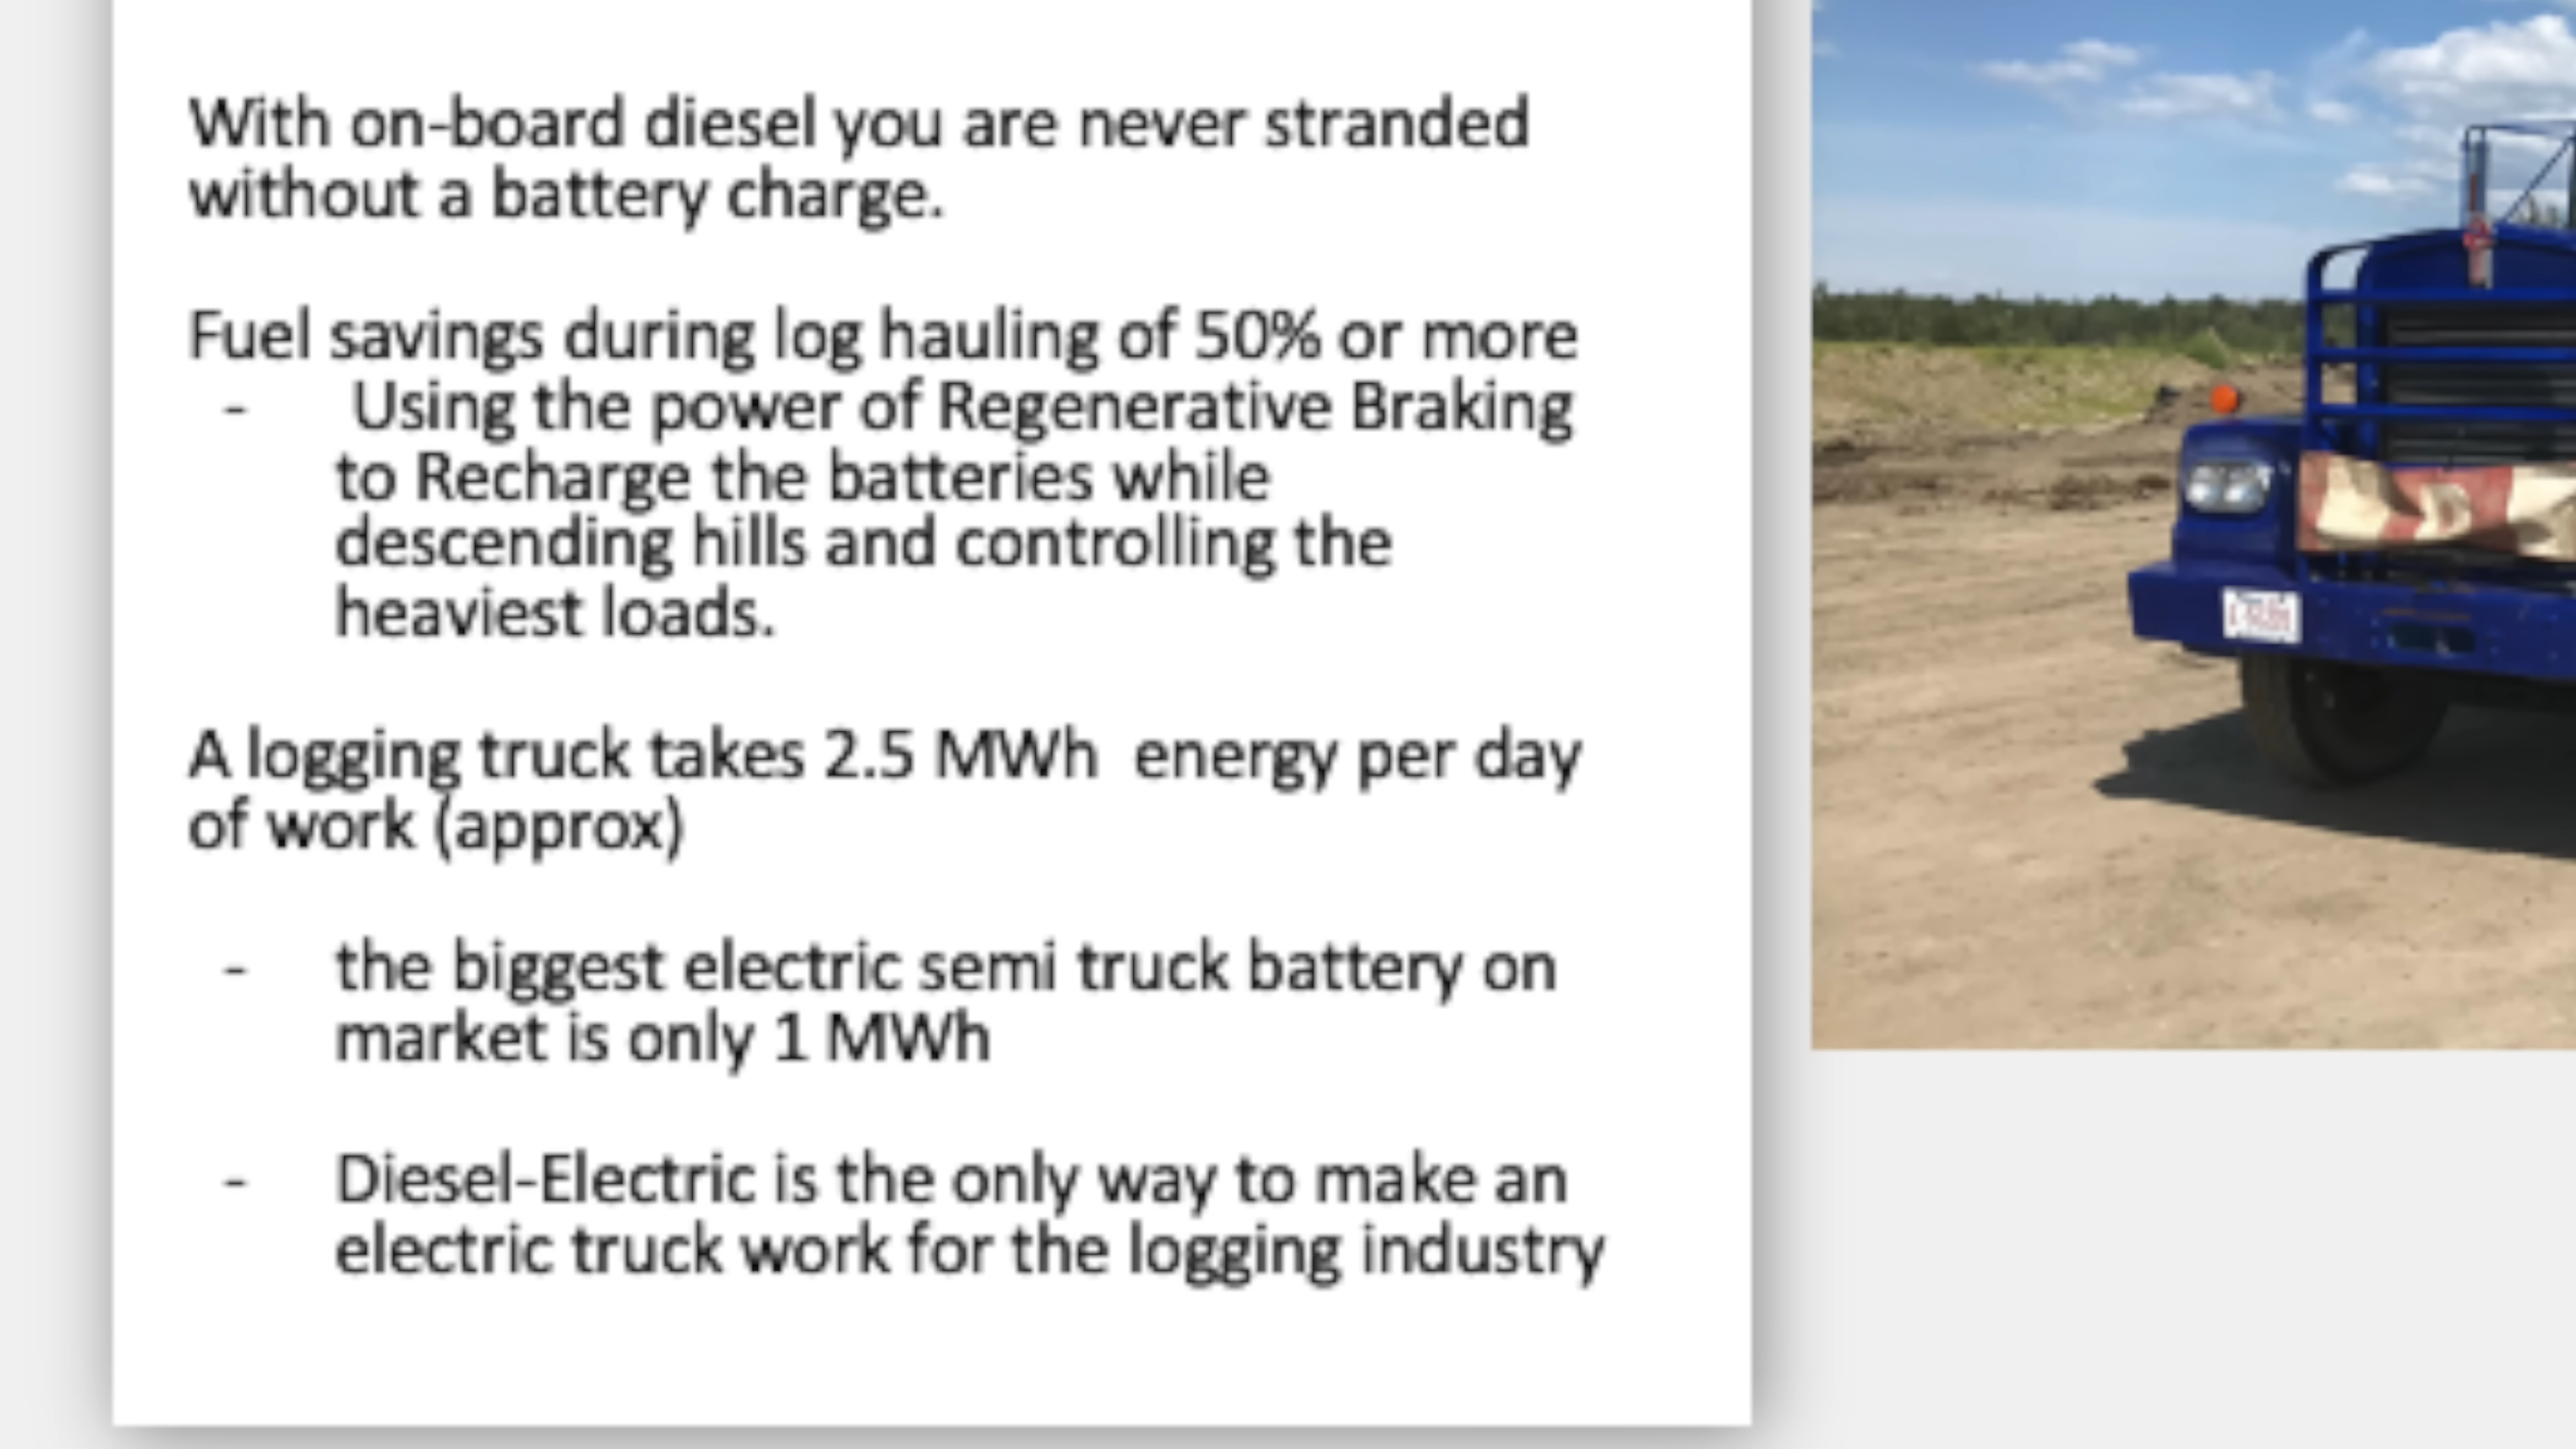 With on-board diesel you are never stranded
without a battery charge.
Fuel savings during log hauling of 50% or more
- Using the power of Regenerative Braking
to Recharge the batteries while
descending hills and controlling the
heaviest loads.
A logging truck takes 2.5 MWh energy per day
of work (approx)
- the biggest electric semi truck battery on
market is only 1 MWh
- Diesel-Electric is the only way to make an
electric truck work for the logging industry